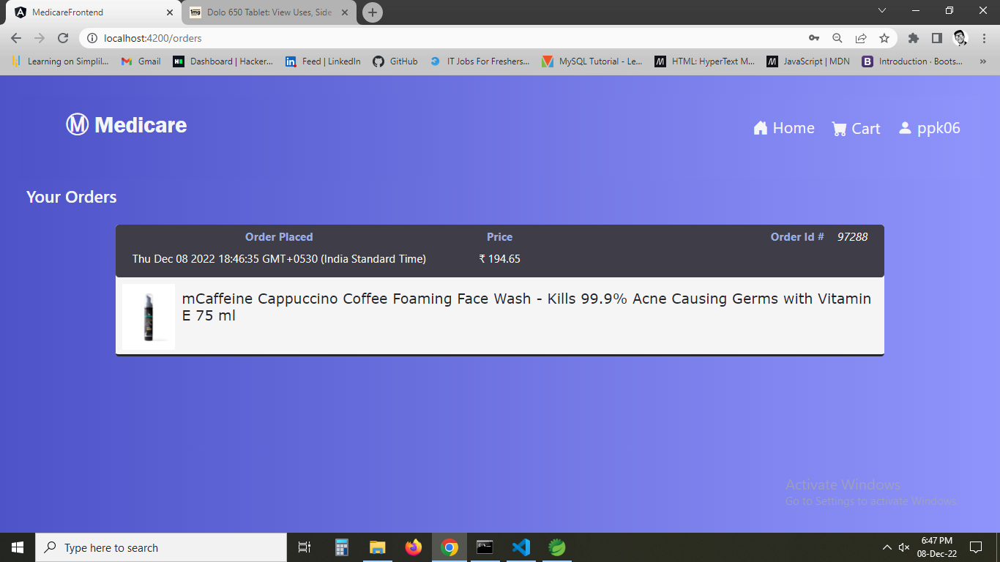 MedicareFrontend
1mg Dolo 650 Tablet: View Uses, Side
localhost:4200/orders
Learning on Simplil... Gmail Dashboard | Hacker... Feed | LinkedIn GitHub IT Jobs For Freshers... MySQL Tutorial - Le... HTML: HyperText M... JavaScript | MDN Introduction · Boots... »
M Medicare
Home Cart ppk06
Your Orders
Order Placed Price Order Id # 97288
Thu Dec 08 2022 18:46:35 GMT+0530 (India Standard Time) ₹ 194.65
mCaffeine Cappuccino Coffee Foaming Face Wash - Kills 99.9% Acne Causing Germs with Vitamin
E 75 ml
Activate Windows
Go to Settings to activate Windows.
Type here to search
6:47 PM
08-Dec-22